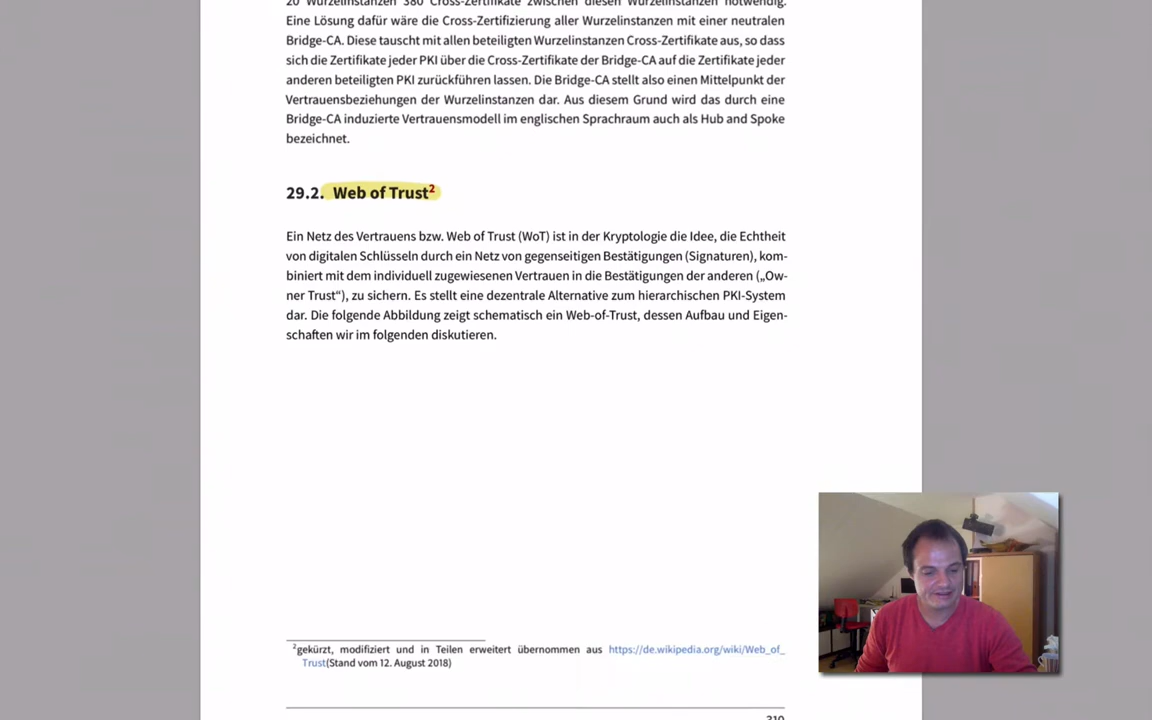 20 Wurzelinstanzen 380 Cross-Zertifikate zwischen diesen Wurzelinstanzen notwendig.
Eine Lösung dafür wäre die Cross-Zertifizierung aller Wurzelinstanzen mit einer neutralen
Bridge-CA. Diese tauscht mit allen beteiligten Wurzelinstanzen Cross-Zertifikate aus, so dass
sich die Zertifikate jeder PKI über die Cross-Zertifikate der Bridge-CA auf die Zertifikate jeder
anderen beteiligten PKI zurückführen lassen. Die Bridge-CA stellt also einen Mittelpunkt der
Vertrauensbeziehungen der Wurzelinstanzen dar. Aus diesem Grund wird das durch eine
Bridge-CA induzierte Vertrauensmodell im englischen Sprachraum auch als Hub and Spoke
bezeichnet.
29.2. Web of Trust2
Ein Netz des Vertrauens bzw. Web of Trust (WoT) ist in der Kryptologie die Idee, die Echtheit
von digitalen Schlüsseln durch ein Netz von gegenseitigen Bestätigungen (Signaturen), kom-
biniert mit dem individuell zugewiesenen Vertrauen in die Bestätigungen der anderen („Ow-
ner Trust“), zu sichern. Es stellt eine dezentrale Alternative zum hierarchischen PKI-System
dar. Die folgende Abbildung zeigt schematisch ein Web-of-Trust, dessen Aufbau und Eigen-
schaften wir im folgenden diskutieren.
2gekürzt, modifiziert und in Teilen erweitert übernommen aus https://de.wikipedia.org/wiki/Web_of_
Trust(Stand vom 12. August 2018)
310